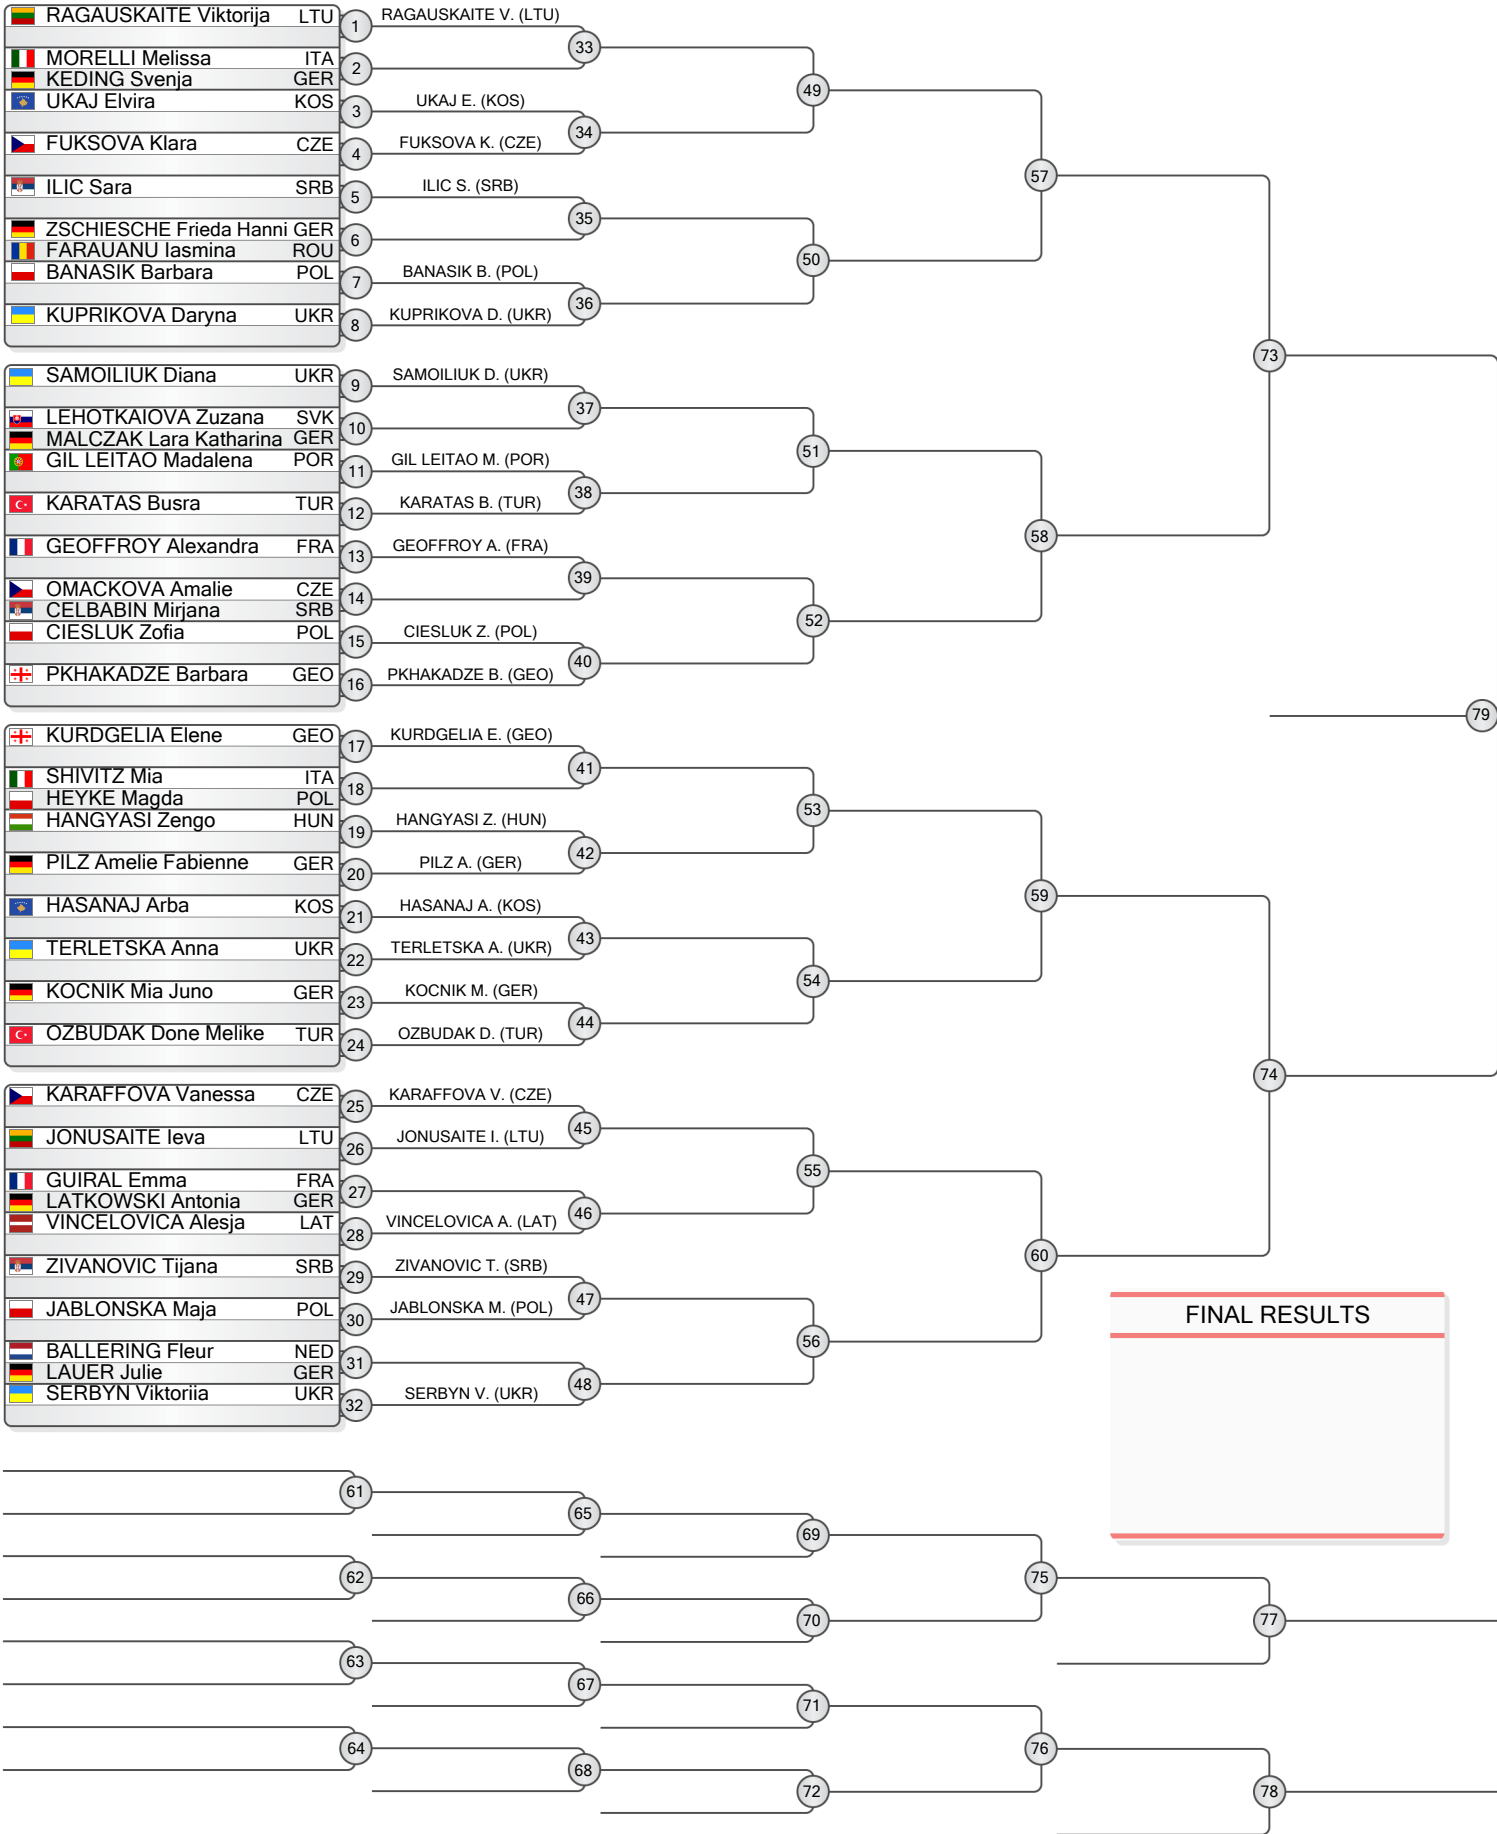 RAGAUSKAITE Viktorija LTU
1
RAGAUSKAITE V. (LTU)
33
MORELLI Melissa ITA
2
KEDING Svenja GER
49
UKAJ Elvira KOS
3
UKAJ E. (KOS)
34
FUKSOVA Klara CZE
4
FUKSOVA K. (CZE)
57
ILIC Sara SRB
5
ILIC S. (SRB)
35
ZSCHIESCHE Frieda Hanni GER
6
FARAUANU Iasmina ROU
50
BANASIK Barbara POL
7
BANASIK B. (POL)
36
KUPRIKOVA Daryna UKR
8
KUPRIKOVA D. (UKR)
73
SAMOILIUK Diana UKR
9
SAMOILIUK D. (UKR)
37
LEHOTKAIOVA Zuzana SVK
10
MALCZAK Lara Katharina GER
51
GIL LEITAO Madalena POR
11
GIL LEITAO M. (POR)
38
KARATAS Busra TUR
12
KARATAS B. (TUR)
58
GEOFFROY Alexandra FRA
13
GEOFFROY A. (FRA)
39
OMACKOVA Amalie CZE
14
CELBABIN Mirjana SRB
52
CIESLUK Zofia POL
15
CIESLUK Z. (POL)
40
PKHAKADZE Barbara GEO
16
PKHAKADZE B. (GEO)
79
KURDGELIA Elene GEO
17
KURDGELIA E. (GEO)
41
SHIVITZ Mia ITA
18
HEYKE Magda POL
53
HANGYASI Zengo HUN
19
HANGYASI Z. (HUN)
42
PILZ Amelie Fabienne GER
20
PILZ A. (GER)
59
HASANAJ Arba KOS
21
HASANAJ A. (KOS)
43
TERLETSKA Anna UKR
22
TERLETSKA A. (UKR)
54
KOCNIK Mia Juno GER
23
KOCNIK M. (GER)
44
OZBUDAK Done Melike TUR
24
OZBUDAK D. (TUR)
74
KARAFFOVA Vanessa CZE
25
KARAFFOVA V. (CZE)
45
JONUSAITE Ieva LTU
26
JONUSAITE I. (LTU)
55
GUIRAL Emma FRA
27
LATKOWSKI Antonia GER
46
VINCELOVICA Alesja LAT
28
VINCELOVICA A. (LAT)
60
ZIVANOVIC Tijana SRB
29
ZIVANOVIC T. (SRB)
47
JABLONSKA Maja POL
30
JABLONSKA M. (POL)
56
BALLERING Fleur NED
31
LAUER Julie GER
48
SERBYN Viktoriia UKR
32
SERBYN V. (UKR)
FINAL RESULTS
61
65
69
62
66
75
70
77
63
67
71
64
68
76
72
78